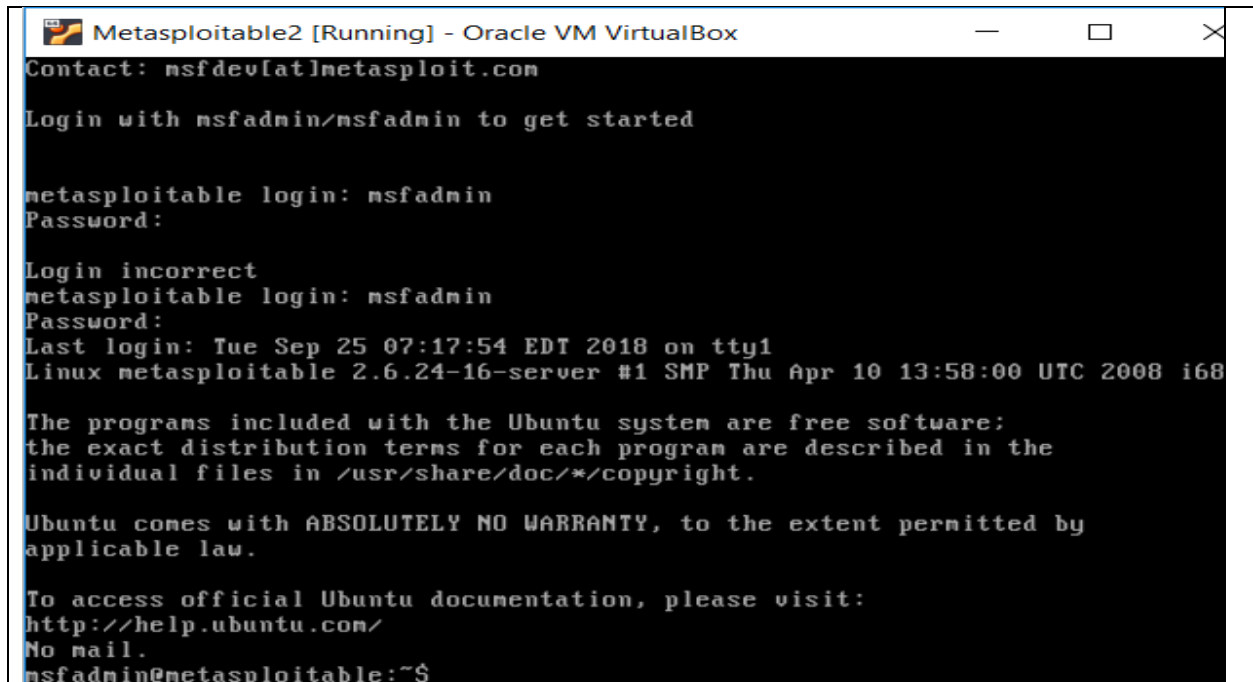 Metasploitable2 [Running] - Oracle VM VirtualBox
Contact: msfdev[at]metasploit.com
Login with msfadmin/msfadmin to get started
metasploitable login: msfadmin
Password:
Login incorrect
metasploitable login: msfadmin
Password:
Last login: Tue Sep 25 07:17:54 EDT 2018 on tty1
Linux metasploitable 2.6.24-16-server #1 SMP Thu Apr 10 13:58:00 UTC 2008 i68
The programs included with the Ubuntu system are free software;
the exact distribution terms for each program are described in the
individual files in /usr/share/doc/*/copyright.
Ubuntu comes with ABSOLUTELY NO WARRANTY, to the extent permitted by
applicable law.
To access official Ubuntu documentation, please visit:
http://help.ubuntu.com/
No mail.
msfadmin@metasploitable:~$